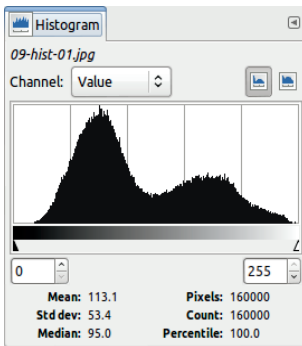 Histogram
09-hist-01.jpg
Channel: Value
0 255
Mean: 113.1 Pixels: 160000
Std dev: 53.4 Count: 160000
Median: 95.0 Percentile: 100.0